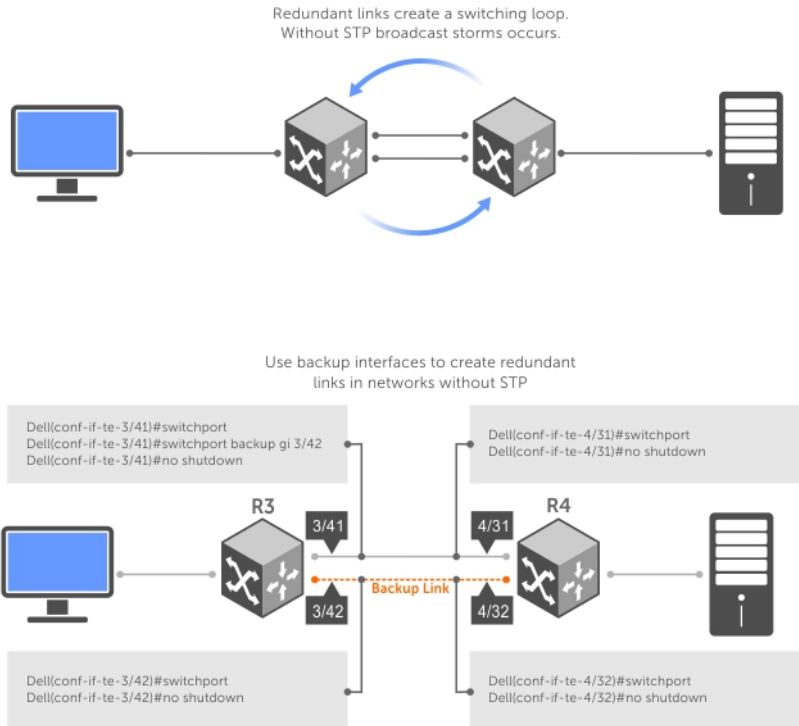 Redundant links create a switching loop.
Without STP broadcast storms occurs.
Use backup interfaces to create redundant
links in networks without STP
Dell(conf-if-te-3/41)#switchport
Dell(conf-if-te-3/41)#switchport backup gi 3/42
Dell(conf-if-te-3/41)#no shutdown
Dell(conf-if-te-4/31)#switchport
Dell(conf-if-te-4/31)#no shutdown
R3
R4
3/41
4/31
Backup Link
3/42
4/32
Dell(conf-if-te-3/42)#switchport
Dell(conf-if-te-3/42)#no shutdown
Dell(conf-if-te-4/32)#switchport
Dell(conf-if-te-4/32)#no shutdown